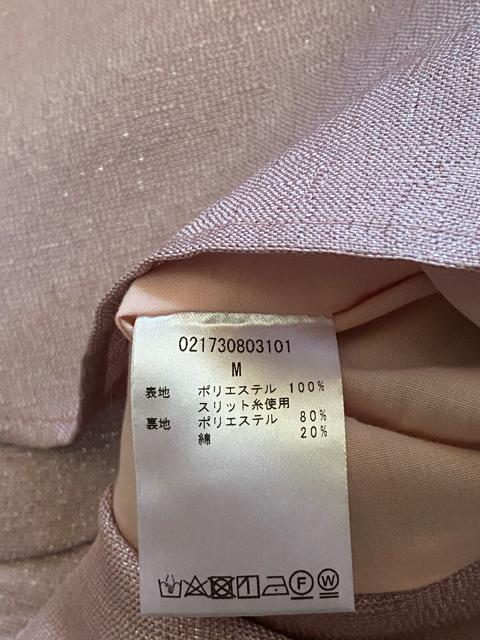 021730803101
M
表地 ポリエステル 100%
スリット糸使用
裏地 ポリエステル 80%
綿 20%
F W